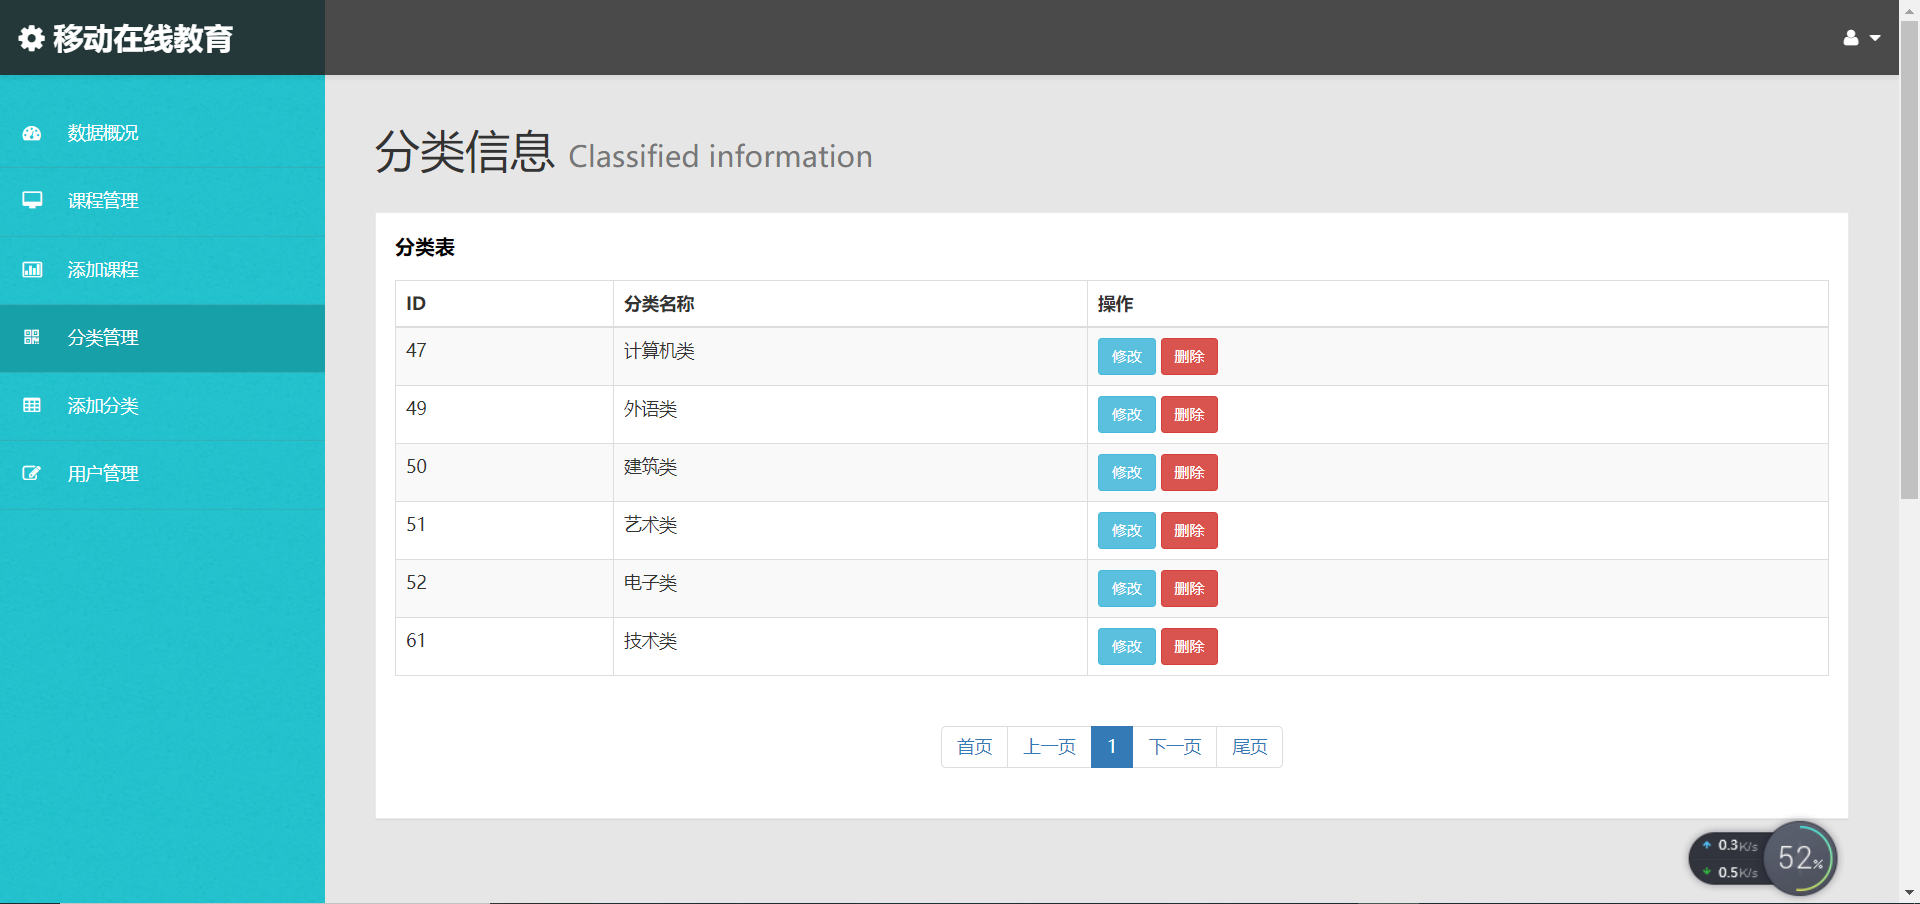 移动在线教育
数据概况
课程管理
添加课程
分类管理
添加分类
用户管理
分类信息 Classified information
分类表
ID 分类名称 操作
47 计算机类 修改 删除
49 外语类 修改 删除
50 建筑类 修改 删除
51 艺术类 修改 删除
52 电子类 修改 删除
61 技术类 修改 删除
首页 上一页 1 下一页 尾页
0.3K/s
0.5K/s
52%